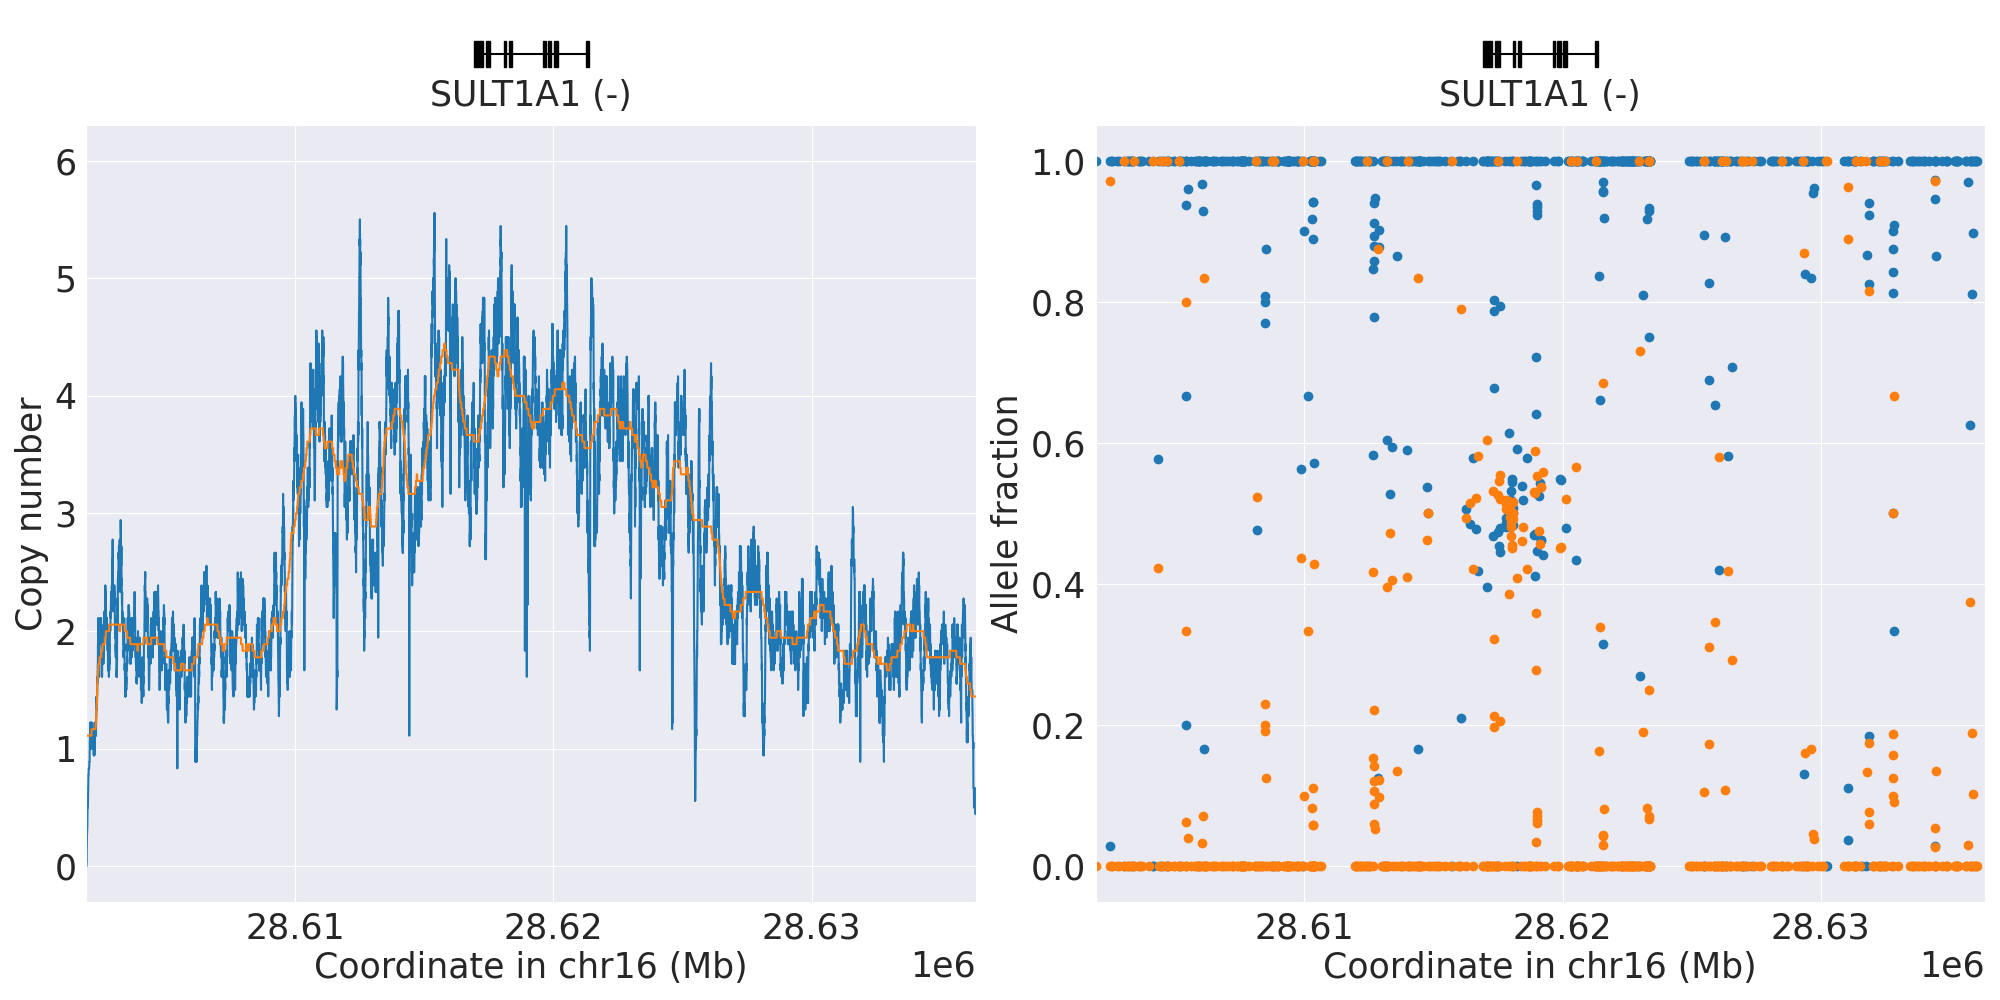 SULT1A1 (-)
6
5
4
3
2
1
0
Copy number
28.61
28.62
28.63
Coordinate in chr16 (Mb)
1e6
SULT1A1 (-)
1.0
0.8
0.6
0.4
0.2
0.0
Allele fraction
28.61
28.62
28.63
Coordinate in chr16 (Mb)
1e6